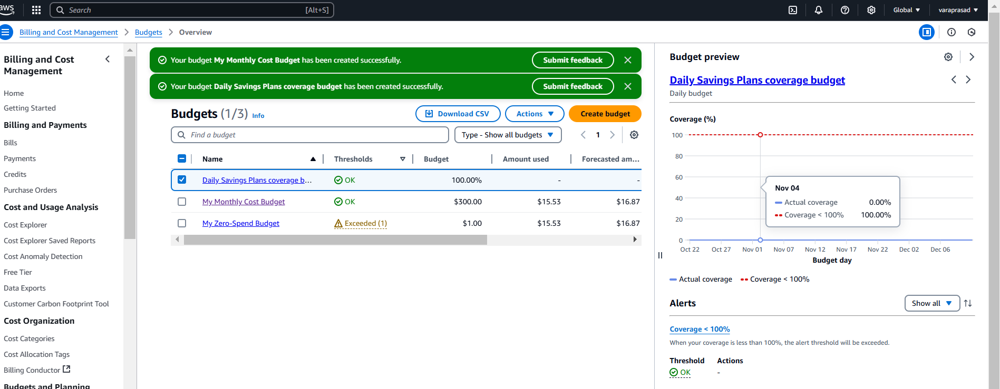 aws
Search
[Alt+S]
Global
varaprasad
Billing and Cost Management
Budgets
Overview
Billing and Cost
Management
Home
Getting Started
Billing and Payments
Bills
Payments
Credits
Purchase Orders
Cost and Usage Analysis
Cost Explorer
Cost Explorer Saved Reports
Cost Anomaly Detection
Free Tier
Data Exports
Customer Carbon Footprint Tool
Cost Organization
Cost Categories
Cost Allocation Tags
Billing Conductor
Budgets and Planning
Your budget My Monthly Cost Budget has been created successfully.
Submit feedback
Your budget Daily Savings Plans coverage budget has been created successfully.
Submit feedback
Budgets (1/3) Info
Download CSV
Actions
Create budget
Find a budget
Type - Show all budgets
1
Name Thresholds Budget Amount used Forecasted am...
Daily Savings Plans coverage b... OK 100.00% - -
My Monthly Cost Budget OK $300.00 $15.53 $16.87
My Zero-Spend Budget Exceeded (1) $1.00 $15.53 $16.87
Budget preview
Daily Savings Plans coverage budget
Daily budget
Coverage (%)
100
80
60
40
20
0
Nov 04
Actual coverage 0.00%
Coverage < 100% 100.00%
Oct 22 Oct 27 Nov 01 Nov 07 Nov 12 Nov 17 Nov 22 Dec 02 Dec 06
Budget day
Actual coverage Coverage < 100%
Alerts
Show all
Coverage < 100%
When your coverage is less than 100%, the alert threshold will be exceeded.
Threshold Actions
OK -